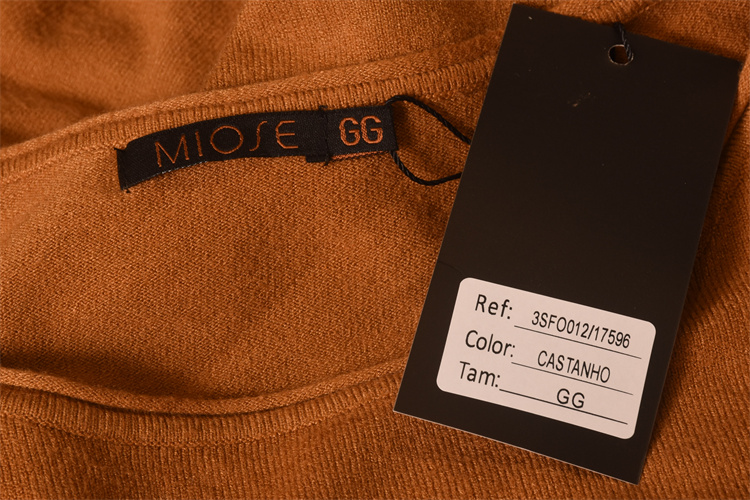 MIOSE GG
Ref: 3SFO012/17596
Color: CASTANHO
Tam: GG